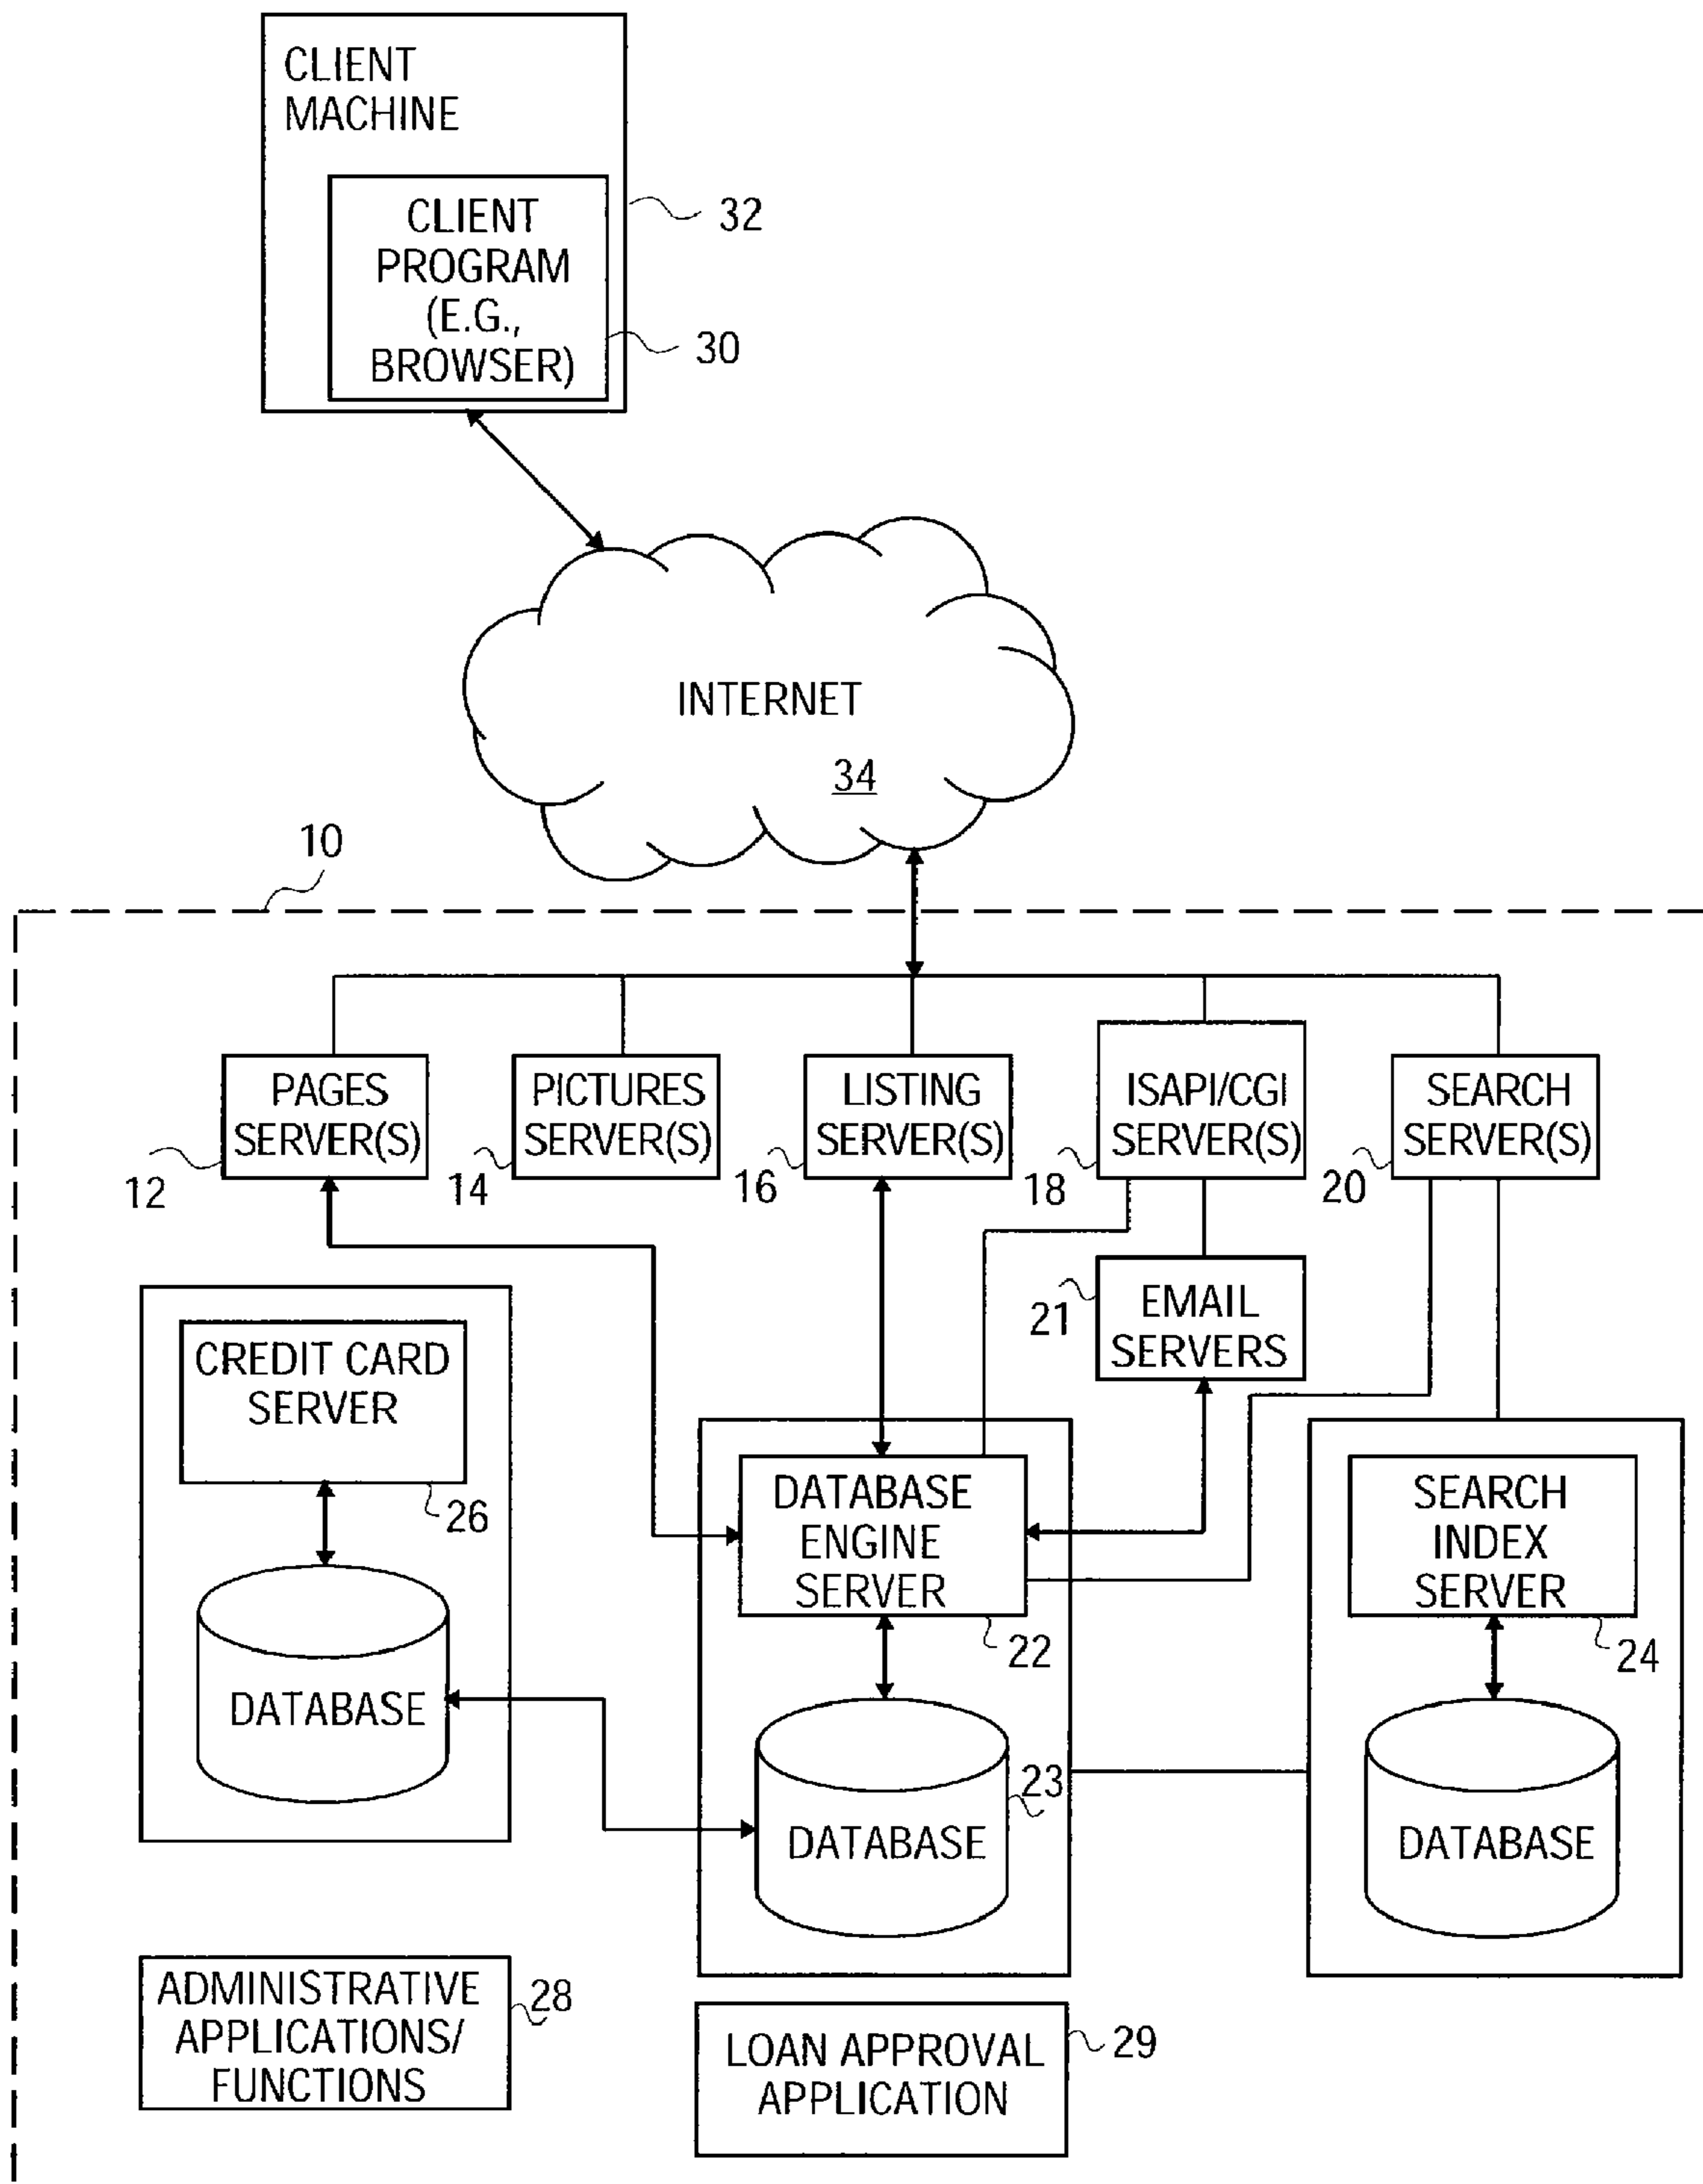 CLIENT
MACHINE
CLIENT
PROGRAM
(E.G.,
BROWSER)
32
30
INTERNET
34
10
PAGES
SERVER(S)
12
PICTURES
SERVER(S)
14
LISTING
SERVER(S)
16
ISAPI/CGI
SERVER(S)
18
SEARCH
SERVER(S)
20
EMAIL
SERVERS
21
CREDIT CARD
SERVER
26
DATABASE
DATABASE
ENGINE
SERVER
22
DATABASE
23
SEARCH
INDEX
SERVER
24
DATABASE
ADMINISTRATIVE
APPLICATIONS/
FUNCTIONS
28
LOAN APPROVAL
APPLICATION
29